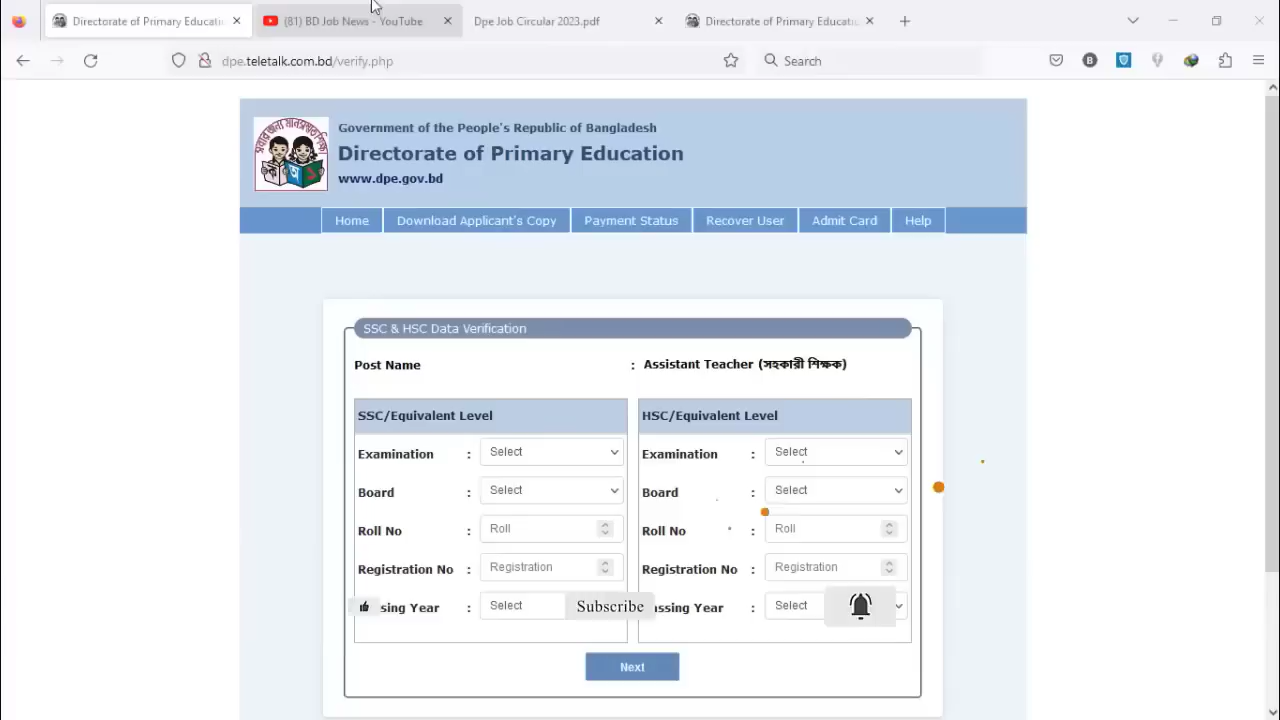 Directorate of Primary Educati
(81) BD Job News - YouTube
Dpe Job Circular 2023.pdf
Directorate of Primary Educati
dpe.teletalk.com.bd/verify.php
Search
Government of the People's Republic of Bangladesh
Directorate of Primary Education
www.dpe.gov.bd
Home Download Applicant's Copy Payment Status Recover User Admit Card Help
SSC & HSC Data Verification
Post Name : Assistant Teacher (সহকারী শিক্ষক)
SSC/Equivalent Level
Examination : Select
Board : Select
Roll No : Roll
Registration No : Registration
sing Year : Select
HSC/Equivalent Level
Examination : Select
Board : Select
Roll No : Roll
Registration No : Registration
assing Year : Select
Subscribe
Next